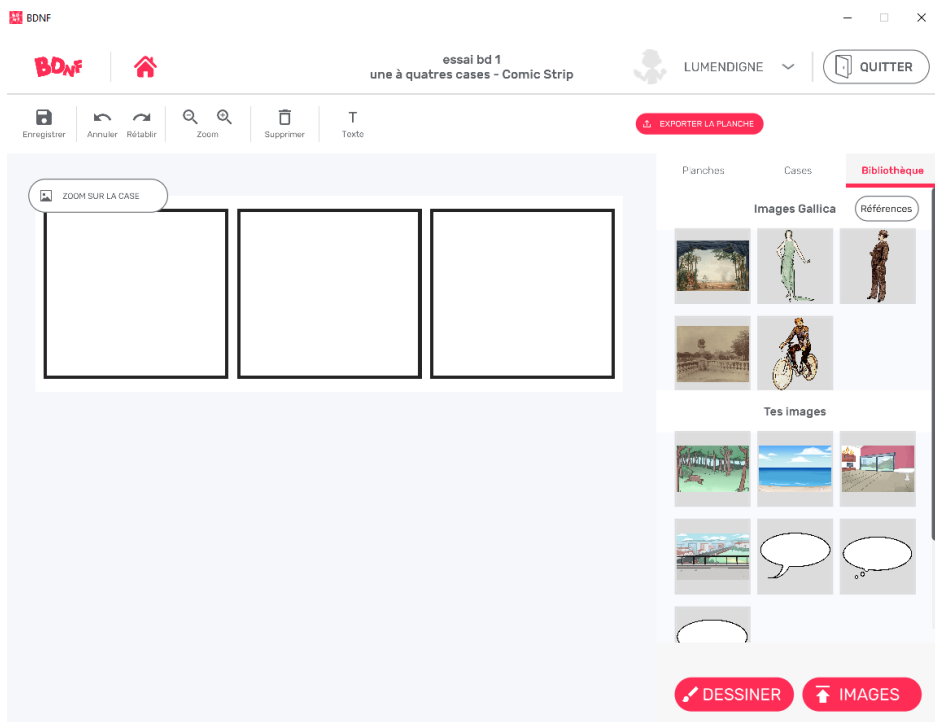 BDNF
BDNF
essai bd 1
une à quatres cases - Comic Strip
LUMENDIGNE
QUITTER
Enregistrer
Annuler
Rétablir
Zoom
Supprimer
T
Texte
EXPORTER LA PLANCHE
ZOOM SUR LA CASE
Planches
Cases
Bibliothèque
Images Gallica
Références
Tes images
DESSINER
IMAGES